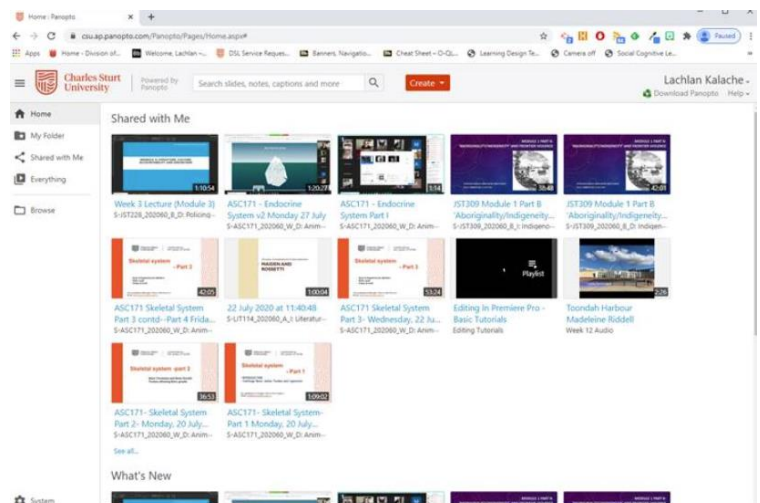 Home - Panopto
csu.ap.panopto.com/Panopto/Pages/Home.aspx#
Paused
Apps
Home - Division of...
Welcome, Lachlan –...
DSL Service Reques...
Banners, Navigatio...
Cheat Sheet – D-QL...
Learning Design Te...
Camera off
Social Cognitive Le...
Charles Sturt
University
Powered by
Panopto
Search slides, notes, captions and more
Create
Lachlan Kalache
Download Panopto Help
Home
My Folder
Shared with Me
Everything
Browse
System
Shared with Me
1:10:54
1:20:27
1:14
38:48
42:01
Week 3 Lecture (Module 3)
S-JST228_202060_B_D: Policing...
ASC171 - Endocrine
System v2 Monday 27 July
S-ASC171_202060_W_D: Anim...
ASC171 - Endocrine
System Part I
S-ASC171_202060_W_D: Anim...
JST309 Module 1 Part B
'Aboriginality/Indigeneity...
S-JST309_202060_B_I: Indigeno...
JST309 Module 1 Part B
'Aboriginality/Indigeneity...
S-JST309_202060_B_D: Indigen...
Skeletal system
- Part 3
42:05
HAIGEN AND
ROSSETTI
1:00:04
Skeletal system
- Part 3
53:24
Playlist
2:26
ASC171 Skeletal System
Part 3 contd--Part 4 Frida...
S-ASC171_202060_W_D: Anim...
22 July 2020 at 11:40:48
S-LIT114_202060_A_I: Literatur...
ASC171 Skeletal System
Part 3- Wednesday, 22 Ju...
S-ASC171_202060_W_D: Anim...
Editing In Premiere Pro -
Basic Tutorials
Editing Tutorials
Toondah Harbour
Madeleine Riddell
Week 12 Audio
Skeletal system -part 2
36:53
Skeletal system
- Part 1
1:09:02
ASC171- Skeletal System
Part 2- Monday, 20 July...
S-ASC171_202060_W_D: Anim...
ASC171- Skeletal System-
Part 1 Monday, 20 July...
S-ASC171_202060_W_D: Anim...
See all...
What's New